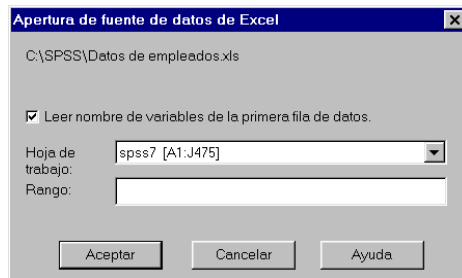 Apertura de fuente de datos de Excel
C:\SPSS\Datos de empleados.xls
Leer nombre de variables de la primera fila de datos.
Hoja de trabajo:
spss7 [A1:J475]
Rango:
Aceptar Cancelar Ayuda